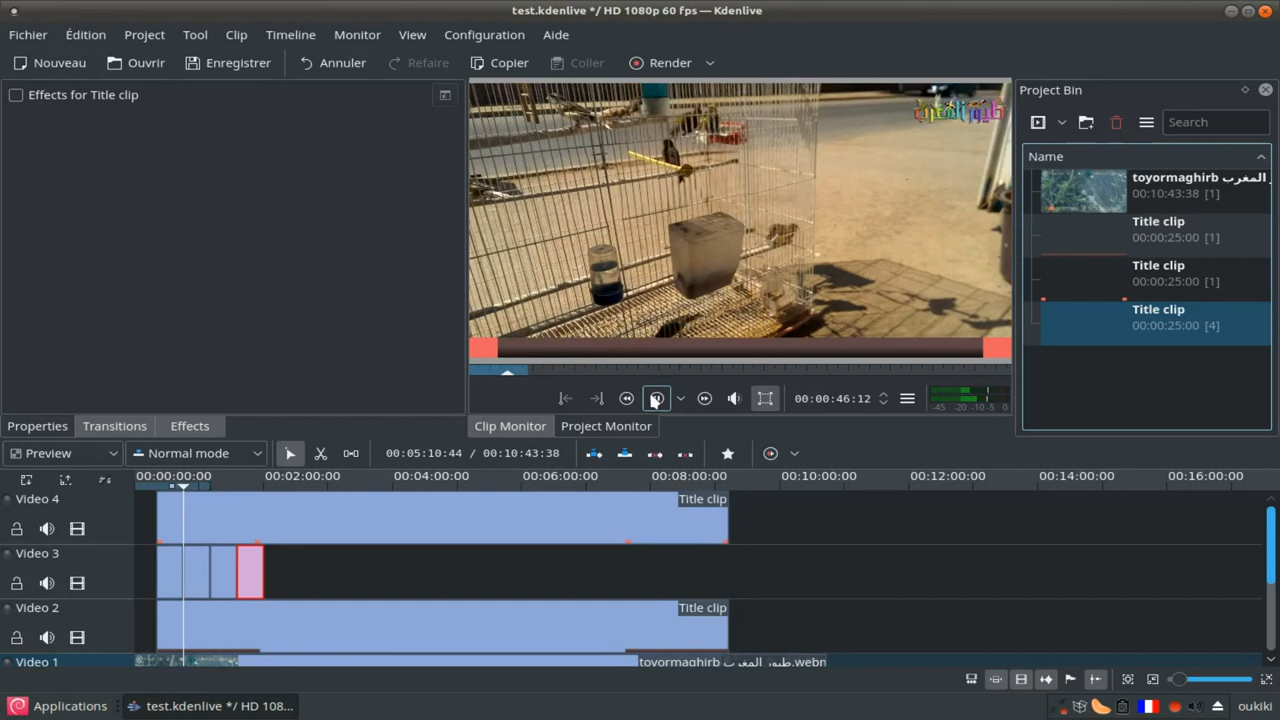 test.kdenlive */ HD 1080p 60 fps — Kdenlive
Fichier Édition Project Tool Clip Timeline Monitor View Configuration Aide
Nouveau Ouvrir Enregistrer Annuler Refaire Copier Coller Render
Effects for Title clip
طيور المغرب
Project Bin
Search
Name
toyormaghirb طيور المغرب
00:10:43:38 [1]
Title clip
00:00:25:00 [1]
Title clip
00:00:25:00 [1]
Title clip
00:00:25:00 [4]
00:00:46:12
-45 -20 -10 -5 0
Properties Transitions Effects
Clip Monitor Project Monitor
Preview Normal mode 00:05:10:44 / 00:10:43:38
00:00:00:00 00:02:00:00 00:04:00:00 00:06:00:00 00:08:00:00 00:10:00:00 00:12:00:00 00:14:00:00 00:16:00:00
Video 4 Title clip
Video 3
Video 2 Title clip
Video 1 toyormaghirb طيور المغرب.webm
Applications test.kdenlive */ HD 108... oukiki